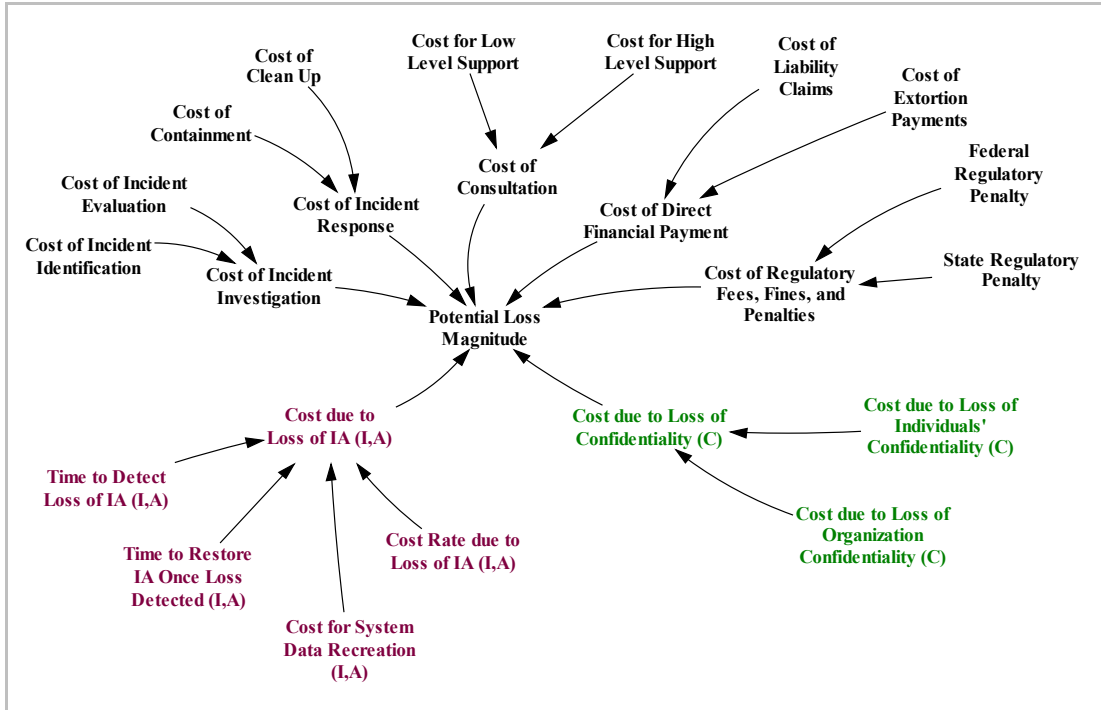 Cost of
Clean Up
Cost for Low
Level Support
Cost for High
Level Support
Cost of
Liability
Claims
Cost of
Extortion
Payments
Cost of
Containment
Federal
Regulatory
Penalty
Cost of
Consultation
Cost of Incident
Evaluation
Cost of Incident
Response
Cost of Direct
Financial Payment
Cost of Incident
Identification
Cost of Incident
Investigation
Cost of Regulatory
Fees, Fines, and
Penalties
State Regulatory
Penalty
Potential Loss
Magnitude
Cost due to
Loss of IA (I,A)
Cost due to Loss of
Confidentiality (C)
Cost due to Loss of
Individuals'
Confidentiality (C)
Time to Detect
Loss of IA (I,A)
Time to Restore
IA Once Loss
Detected (I,A)
Cost Rate due to
Loss of IA (I,A)
Cost due to Loss of
Organization
Confidentiality (C)
Cost for System
Data Recreation
(I,A)